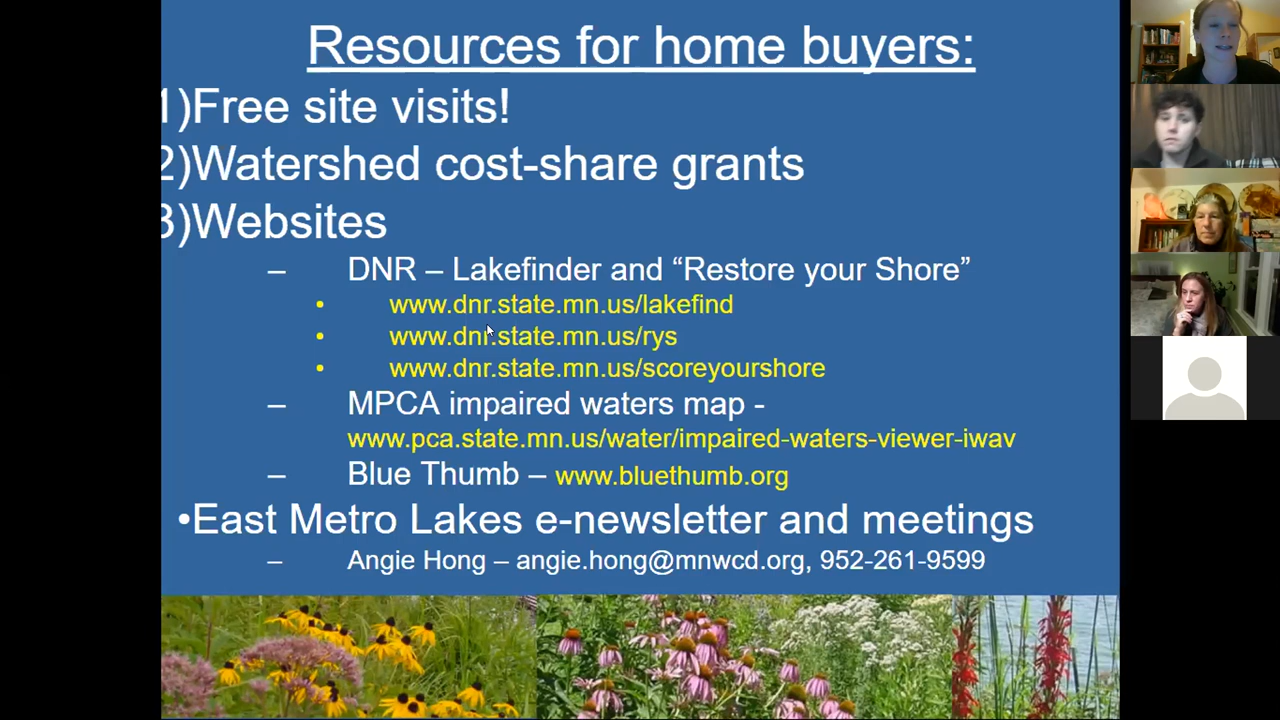 Resources for home buyers:
1)Free site visits!
2)Watershed cost-share grants
3)Websites
– DNR – Lakefinder and “Restore your Shore”
• www.dnr.state.mn.us/lakefind
• www.dnr.state.mn.us/rys
• www.dnr.state.mn.us/scoreyourshore
– MPCA impaired waters map -
www.pca.state.mn.us/water/impaired-waters-viewer-iwav
– Blue Thumb – www.bluethumb.org
•East Metro Lakes e-newsletter and meetings
– Angie Hong – angie.hong@mnwcd.org, 952-261-9599